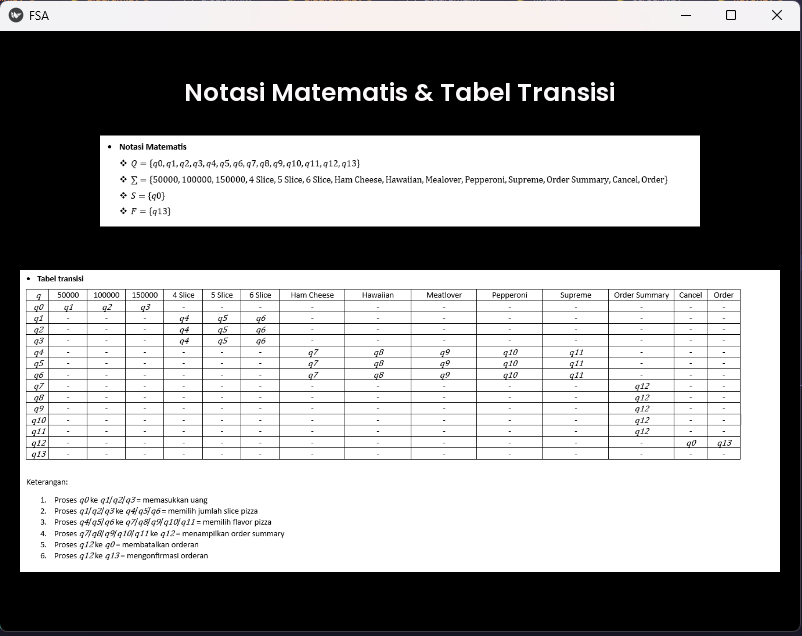 FSA
Notasi Matematis & Tabel Transisi
• Notasi Matematis
❖ Q = {q0, q1, q2, q3, q4, q5, q6, q7, q8, q9, q10, q11, q12, q13}
❖ ∑ = {50000, 100000, 150000, 4 Slice, 5 Slice, 6 Slice, Ham Cheese, Hawaiian, Mealover, Pepperoni, Supreme, Order Summary, Cancel, Order}
❖ S = {q0}
❖ F = {q13}
• Tabel transisi
q 50000 100000 150000 4 Slice 5 Slice 6 Slice Ham Cheese Hawaiian Meatlover Pepperoni Supreme Order Summary Cancel Order
q0 q1 q2 q3 - - - - - - - - - - -
q1 - - - q4 q5 q6 - - - - - - - -
q2 - - - q4 q5 q6 - - - - - - - -
q3 - - - q4 q5 q6 - - - - - - - -
q4 - - - - - - q7 q8 q9 q10 q11 - - -
q5 - - - - - - q7 q8 q9 q10 q11 - - -
q6 - - - - - - q7 q8 q9 q10 q11 - - -
q7 - - - - - - - - - - - q12 - -
q8 - - - - - - - - - - - q12 - -
q9 - - - - - - - - - - - q12 - -
q10 - - - - - - - - - - - q12 - -
q11 - - - - - - - - - - - q12 - -
q12 - - - - - - - - - - - - q0 q13
q13 - - - - - - - - - - - - - -
Keterangan:
1. Proses q0 ke q1/q2/q3 = memasukkan uang
2. Proses q1/q2/q3 ke q4/q5/q6 = memilih jumlah slice pizza
3. Proses q4/q5/q6 ke q7/q8/q9/q10/q11 = memilih flavor pizza
4. Proses q7/q8/q9/q10/q11 ke q12 = menampilkan order summary
5. Proses q12 ke q0 = membatalkan orderan
6. Proses q12 ke q13 = mengonfirmasi orderan